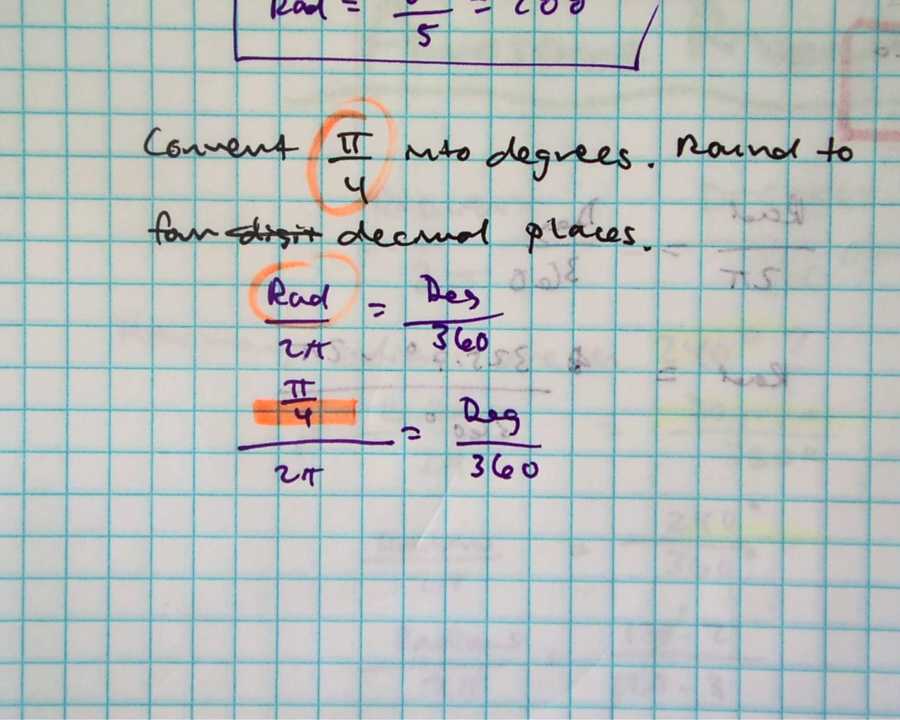 Rad = /5 = 288
Convert π/4 into degrees. Round to
four digit decimal places.
Rad/2π = Deg/360
π/4/2π = Deg/360